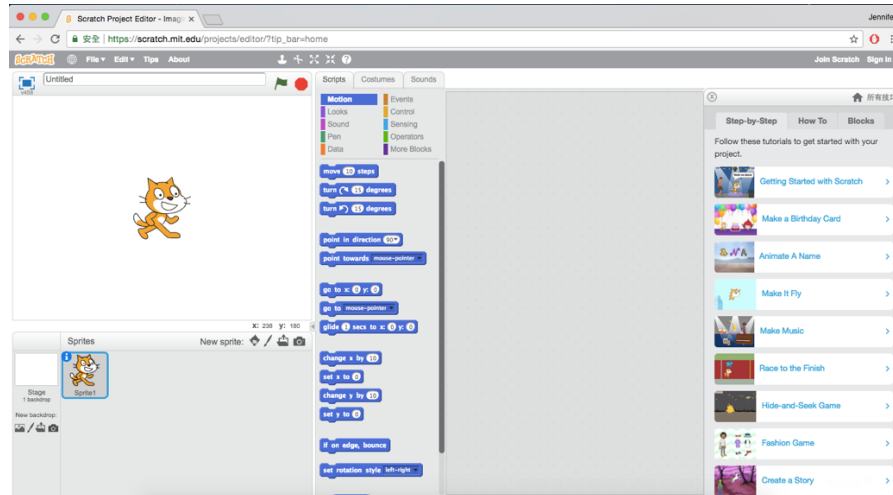 Scratch Project Editor - Imag
Jennife
安全 | https://scratch.mit.edu/projects/editor/?tip_bar=home
SCRATCH File Edit Tips About Join Scratch Sign in
v459
Untitled
Scripts Costumes Sounds
Motion Events
Looks Control
Sound Sensing
Pen Operators
Data More Blocks
move 10 steps
turn 15 degrees
turn 15 degrees
point in direction 90
point towards mouse-pointer
go to x: 0 y: 0
go to mouse-pointer
glide 1 secs to x: 0 y: 0
change x by 10
set x to 0
change y by 10
set y to 0
if on edge, bounce
set rotation style left-right
X: 238 y: 180
Sprites New sprite:
Stage
1 backdrop
Sprite1
New backdrop:
所有技
Step-by-Step How To Blocks
Follow these tutorials to get started with your
project.
Getting Started with Scratch
Make a Birthday Card
Animate A Name
Make It Fly
Make Music
Race to the Finish
Hide-and-Seek Game
Fashion Game
Create a Story